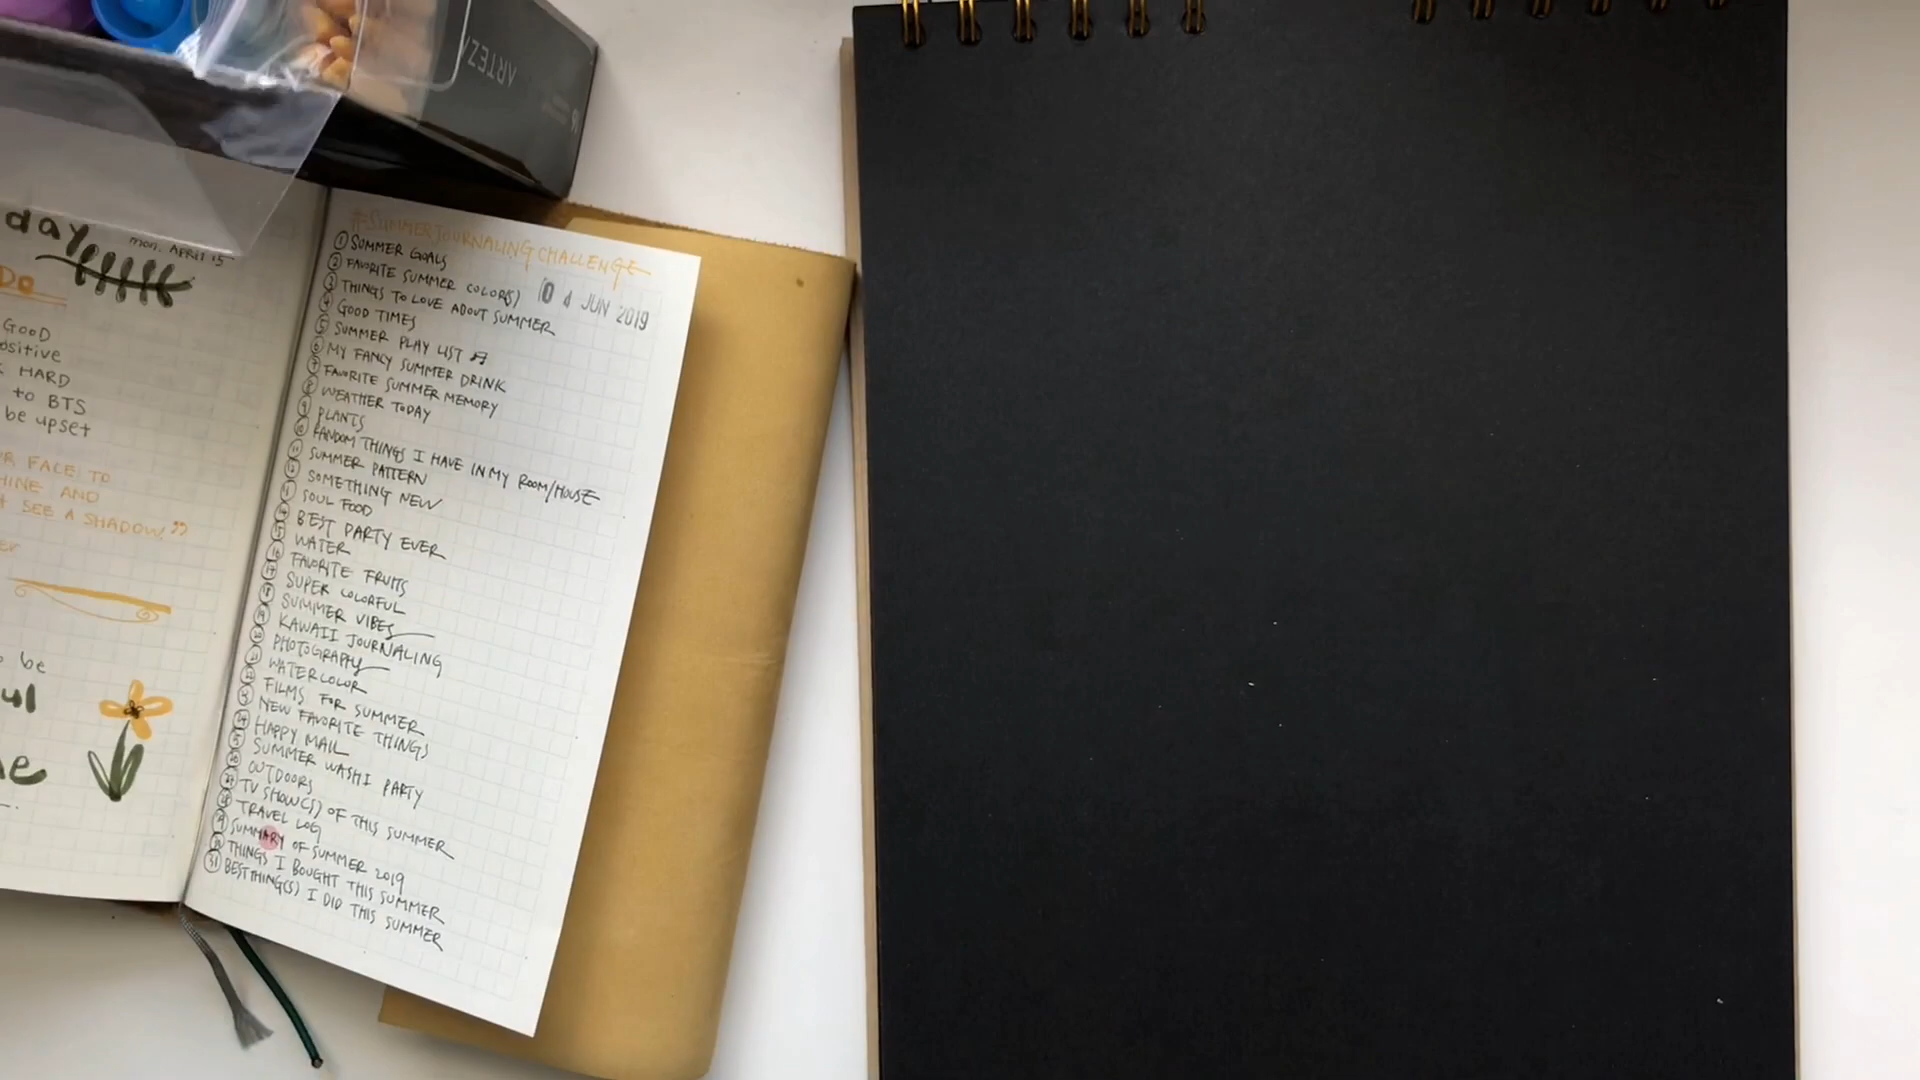 ARTEZA
day
mon. APRIL 15
Do
GOOD
ositive
HARD
to BTS
be upset
R FACE TO
HINE AND
SEE A SHADOW."
er
be
ul
e
#SUMMERJOURNALINGCHALLENGE
04 JUN 2019
① SUMMER GOALS
② FAVORITE SUMMER COLOR(S)
③ THINGS TO LOVE ABOUT SUMMER
④ GOOD TIMES
⑤ SUMMER PLAY LIST ♫
⑥ MY FANCY SUMMER DRINK
⑦ FAVORITE SUMMER MEMORY
⑧ WEATHER TODAY
⑨ PLANTS
⑩ RANDOM THINGS I HAVE IN MY ROOM/HOUSE
⑪ SUMMER PATTERN
⑫ SOMETHING NEW
⑬ SOUL FOOD
⑭ BEST PARTY EVER
⑮ WATER
⑯ FAVORITE FRUITS
⑰ SUPER COLORFUL
⑱ SUMMER VIBES
⑲ KAWAII JOURNALING
⑳ PHOTOGRAPHY
㉑ WATERCOLOR
㉒ FILMS FOR SUMMER
㉓ NEW FAVORITE THINGS
㉔ HAPPY MAIL
㉕ SUMMER WASHI PARTY
㉖ OUTDOORS
㉗ TV SHOW(S) OF THIS SUMMER
㉘ TRAVEL LOG
㉙ SUMMARY OF SUMMER 2019
㉚ THINGS I BOUGHT THIS SUMMER
㉛ BEST THING(S) I DID THIS SUMMER